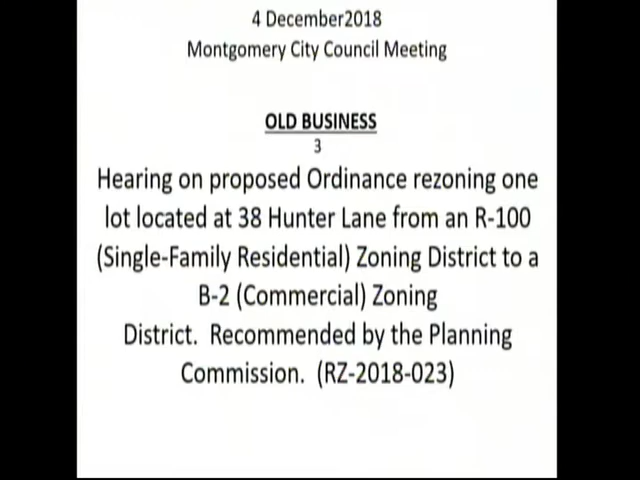 4 December2018
Montgomery City Council Meeting
OLD BUSINESS
3
Hearing on proposed Ordinance rezoning one
lot located at 38 Hunter Lane from an R-100
(Single-Family Residential) Zoning District to a
B-2 (Commercial) Zoning
District.  Recommended by the Planning
Commission.  (RZ-2018-023)